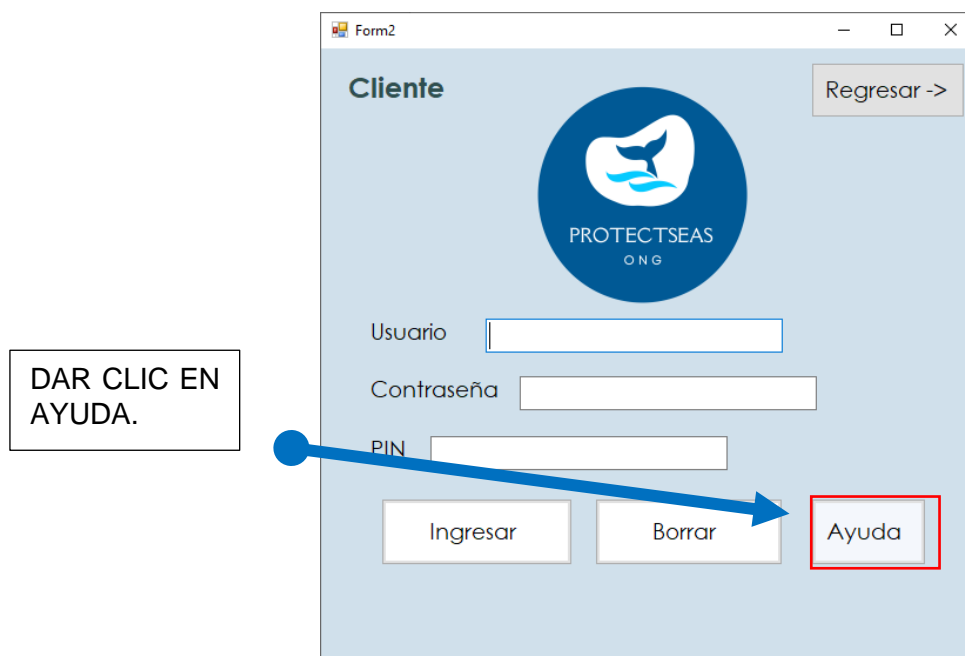 Form2
Cliente
Regresar ->
PROTECTSEAS
ONG
Usuario
DAR CLIC EN
AYUDA.
Contraseña
PIN
Ingresar Borrar Ayuda